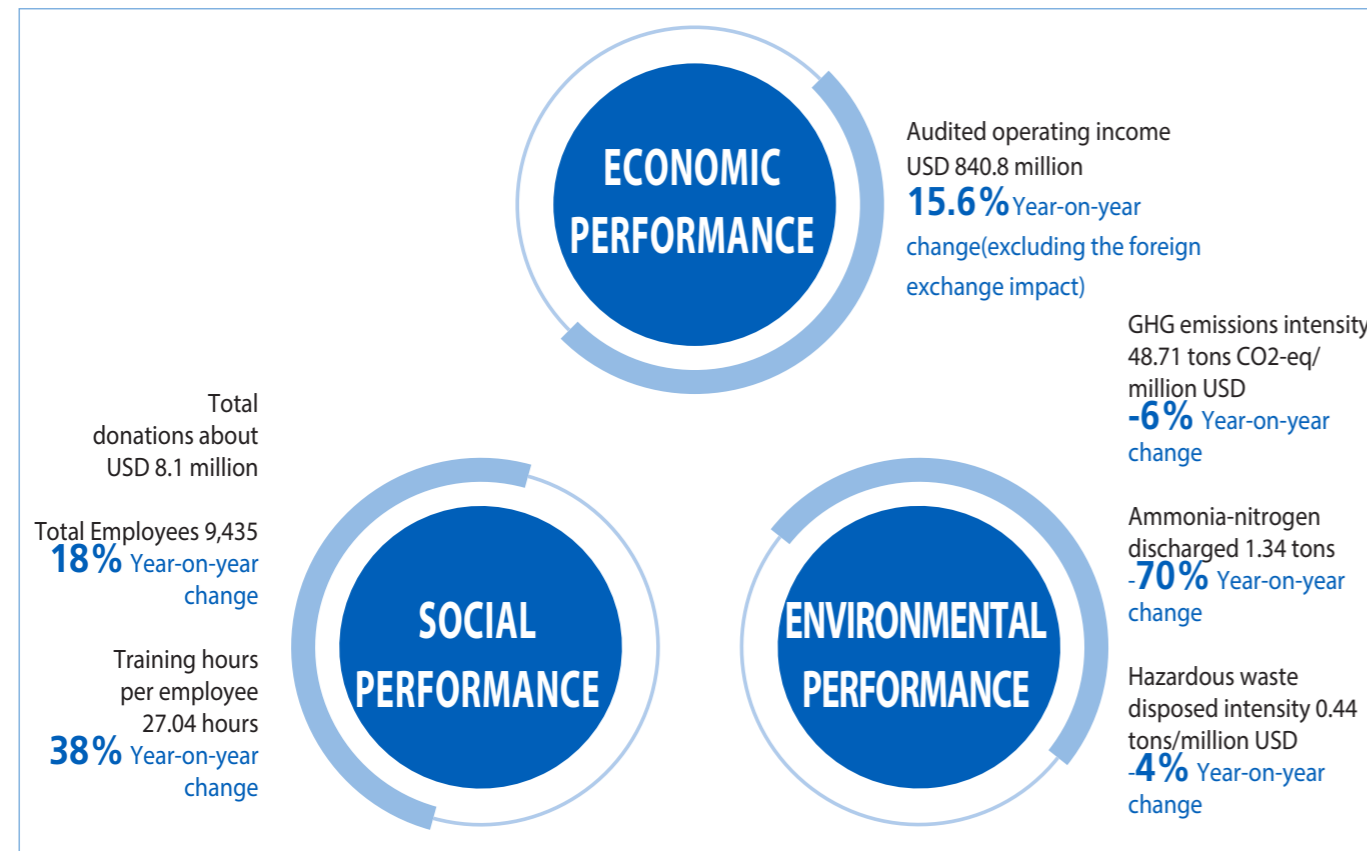 ECONOMIC
PERFORMANCE
Audited operating income
USD 840.8 million
15.6% Year-on-year
change(excluding the foreign
exchange impact)
Total
donations about
USD 8.1 million
Total Employees 9,435
18% Year-on-year
change
Training hours
per employee
27.04 hours
38% Year-on-year
change
SOCIAL
PERFORMANCE
ENVIRONMENTAL
PERFORMANCE
GHG emissions intensity
48.71 tons CO2-eq/
million USD
-6% Year-on-year
change
Ammonia-nitrogen
discharged 1.34 tons
-70% Year-on-year
change
Hazardous waste
disposed intensity 0.44
tons/million USD
-4% Year-on-year
change